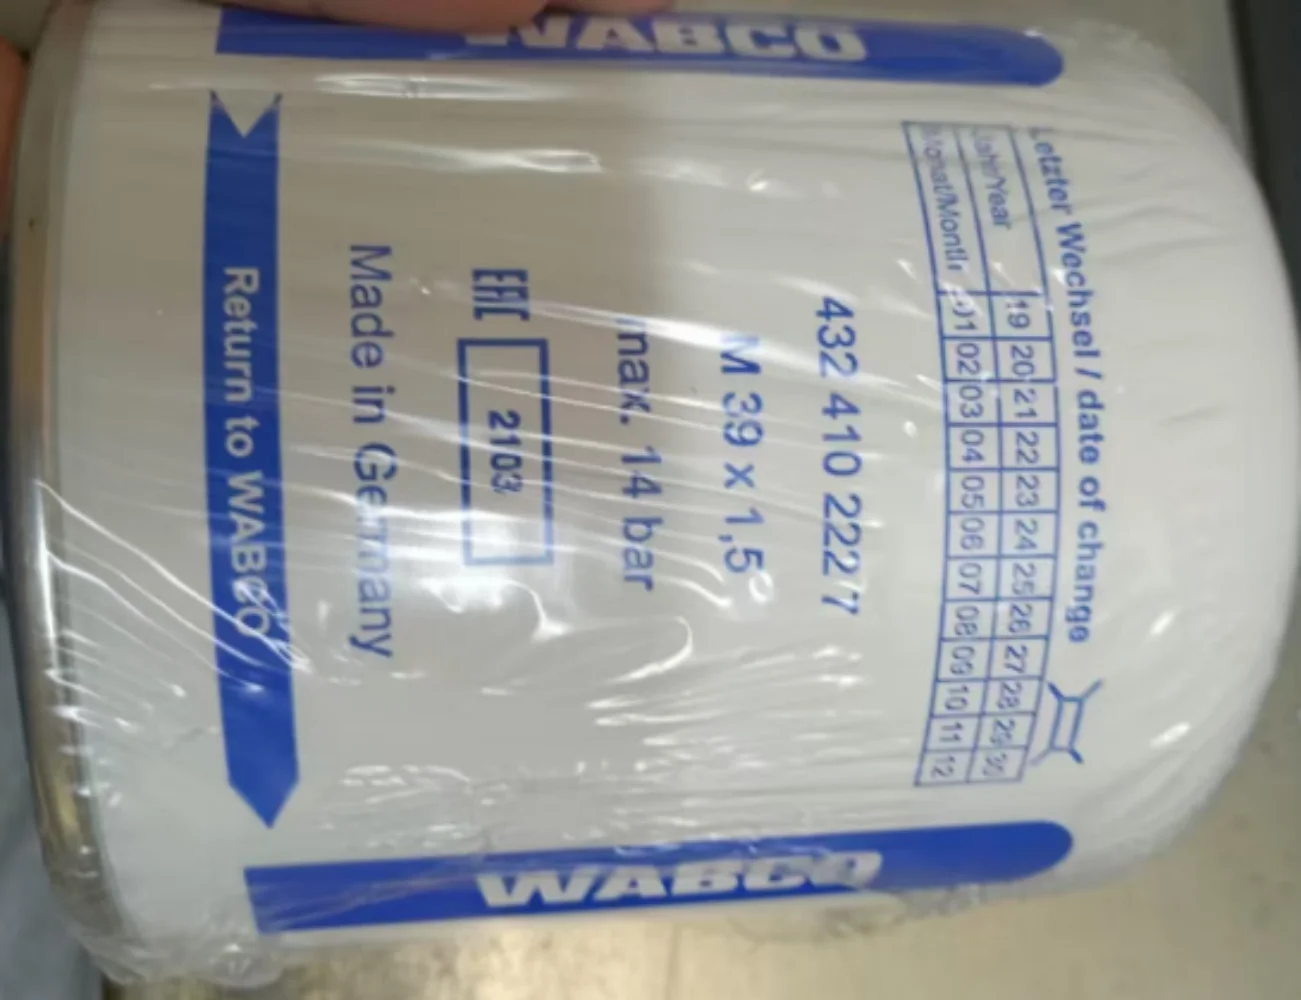 WABCO
Letzter Wechsel / date of change
Jahr/Year 19 20 21 22 23 24 25 26 27 28 29 30
Monat/Month 01 02 03 04 05 06 07 08 09 10 11 12
432 410 222 7
M 39 x 1,5
max. 14 bar
EAC 2103
Made in Germany
Return to WABCO
WABCO